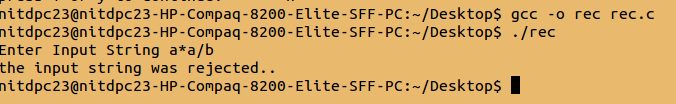 nitdpc23@nitdpc23-HP-Compaq-8200-Elite-SFF-PC:~/Desktop$ gcc -o rec rec.c
nitdpc23@nitdpc23-HP-Compaq-8200-Elite-SFF-PC:~/Desktop$ ./rec
Enter Input String a*a/b
the input string was rejected..
nitdpc23@nitdpc23-HP-Compaq-8200-Elite-SFF-PC:~/Desktop$